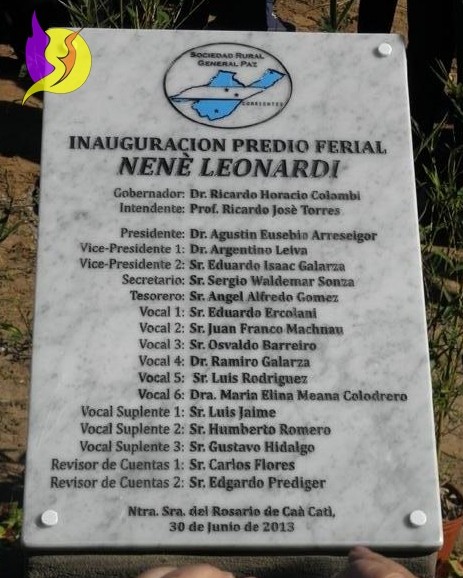 SOCIEDAD RURAL
GENERAL PAZ
CORRIENTES
INAUGURACION PREDIO FERIAL
NENÈ LEONARDI
Gobernador: Dr. Ricardo Horacio Colombi
Intendente: Prof. Ricardo Josè Torres
Presidente: Dr. Agustin Eusebio Arreseigor
Vice-Presidente 1: Dr. Argentino Leiva
Vice-Presidente 2: Sr. Eduardo Isaac Galarza
Secretario: Sr. Sergio Waldemar Sonza
Tesorero: Sr. Angel Alfredo Gomez
Vocal 1: Sr. Eduardo Ercolani
Vocal 2: Sr. Juan Franco Machnau
Vocal 3: Sr. Osvaldo Barreiro
Vocal 4: Dr. Ramiro Galarza
Vocal 5: Sr. Luis Rodriguez
Vocal 6: Dra. Maria Elina Meana Colodrero
Vocal Suplente 1: Sr. Luis Jaime
Vocal Suplente 2: Sr. Humberto Romero
Vocal Suplente 3: Sr. Gustavo Hidalgo
Revisor de Cuentas 1: Sr. Carlos Flores
Revisor de Cuentas 2: Sr. Edgardo Prediger
Ntra. Sra. del Rosario de Caà Catì,
30 de Junio de 2013